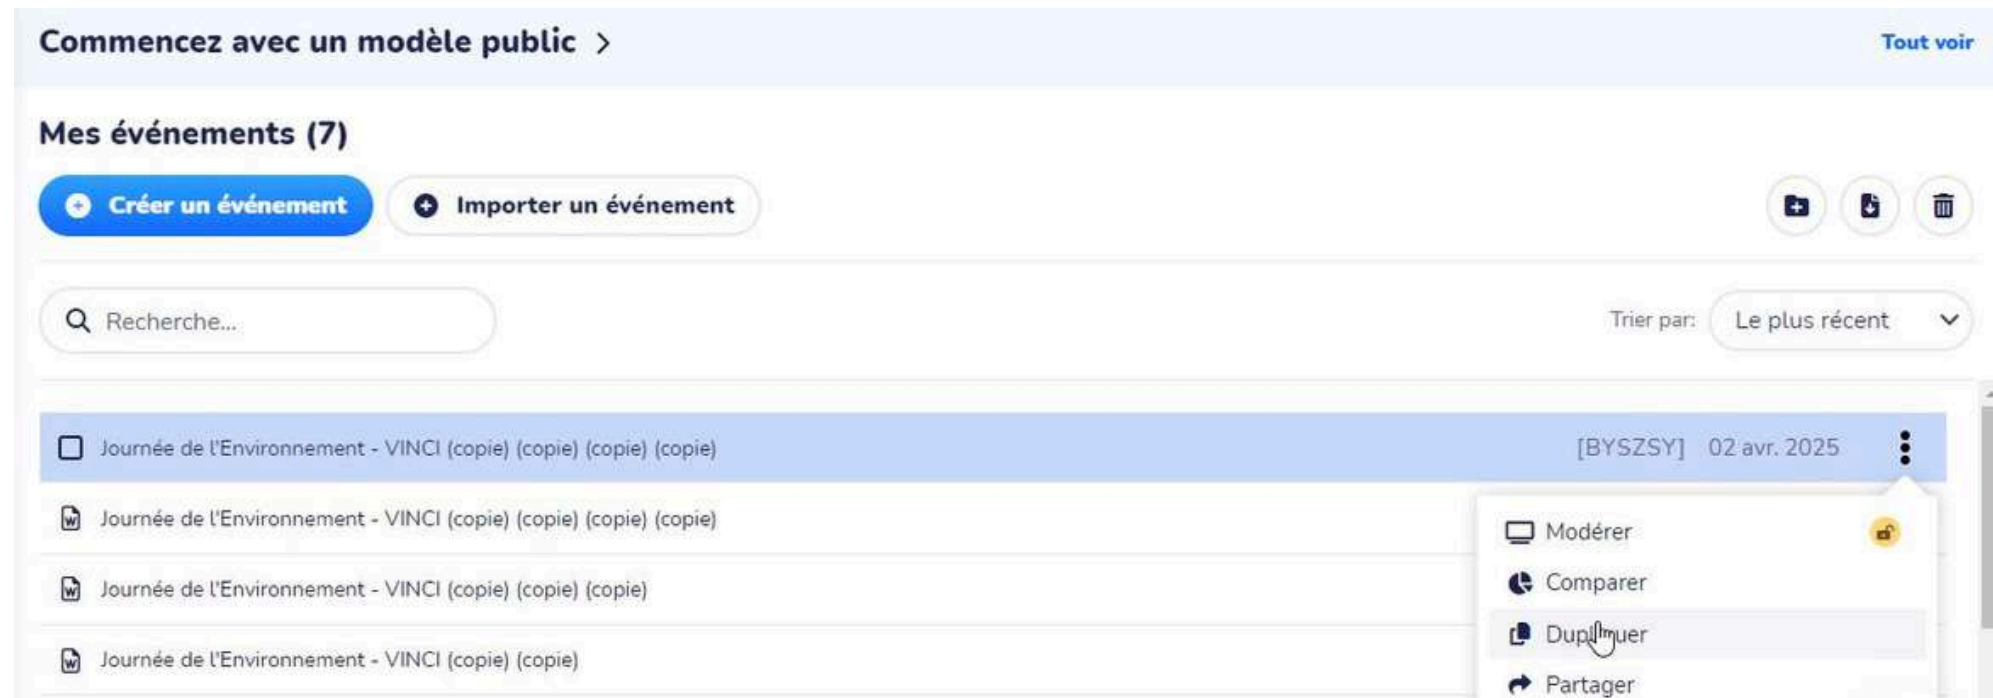 Commencez avec un modèle public >
Tout voir
Mes événements (7)
Créer un événement
Importer un événement
Recherche...
Trier par: Le plus récent
Journée de l'Environnement - VINCI (copie) (copie) (copie) (copie) [BYSZSY] 02 avr. 2025
Journée de l'Environnement - VINCI (copie) (copie) (copie) (copie)
Modérer
Comparer
Journée de l'Environnement - VINCI (copie) (copie) (copie)
Dupliquer
Journée de l'Environnement - VINCI (copie) (copie)
Partager